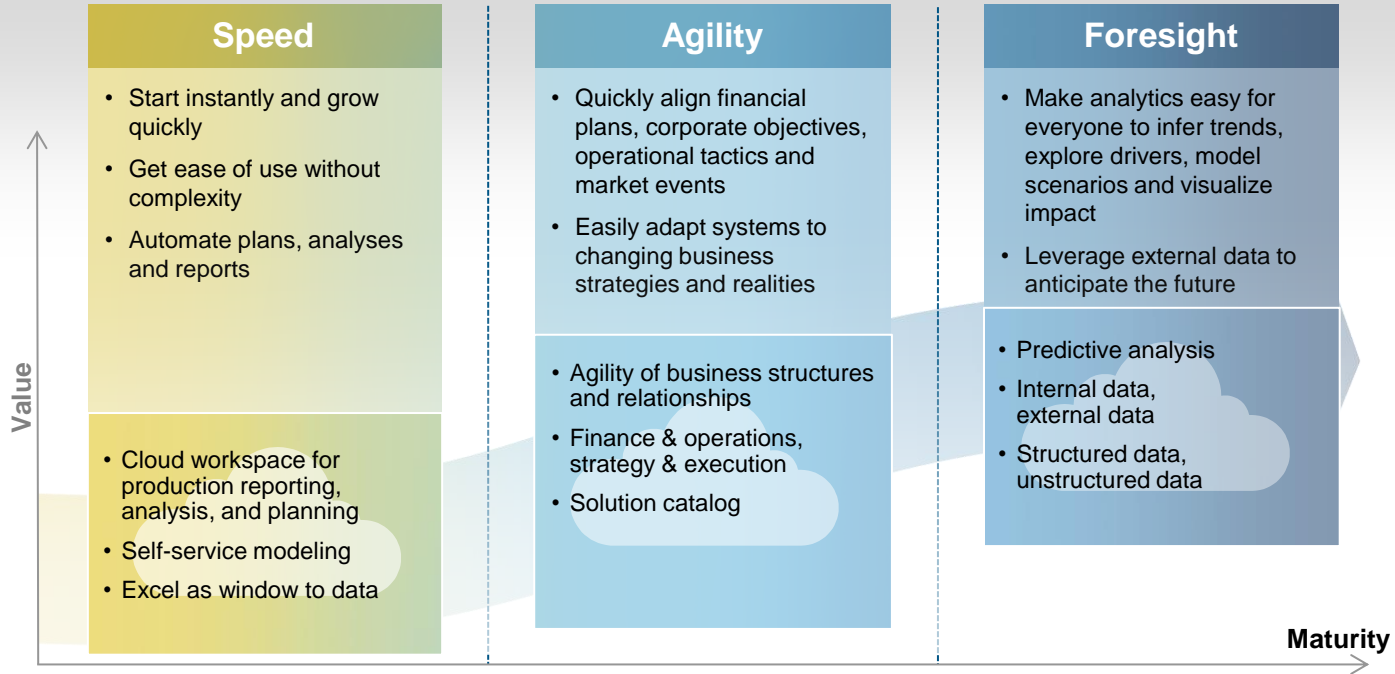 Speed
• Start instantly and grow
quickly
• Get ease of use without
complexity
• Automate plans, analyses
and reports
• Cloud workspace for
production reporting,
analysis, and planning
• Self-service modeling
• Excel as window to data
Agility
• Quickly align financial
plans, corporate objectives,
operational tactics and
market events
• Easily adapt systems to
changing business
strategies and realities
• Agility of business structures
and relationships
• Finance & operations,
strategy & execution
• Solution catalog
Foresight
• Make analytics easy for
everyone to infer trends,
explore drivers, model
scenarios and visualize
impact
• Leverage external data to
anticipate the future
• Predictive analysis
• Internal data,
external data
• Structured data,
unstructured data
Value
Maturity